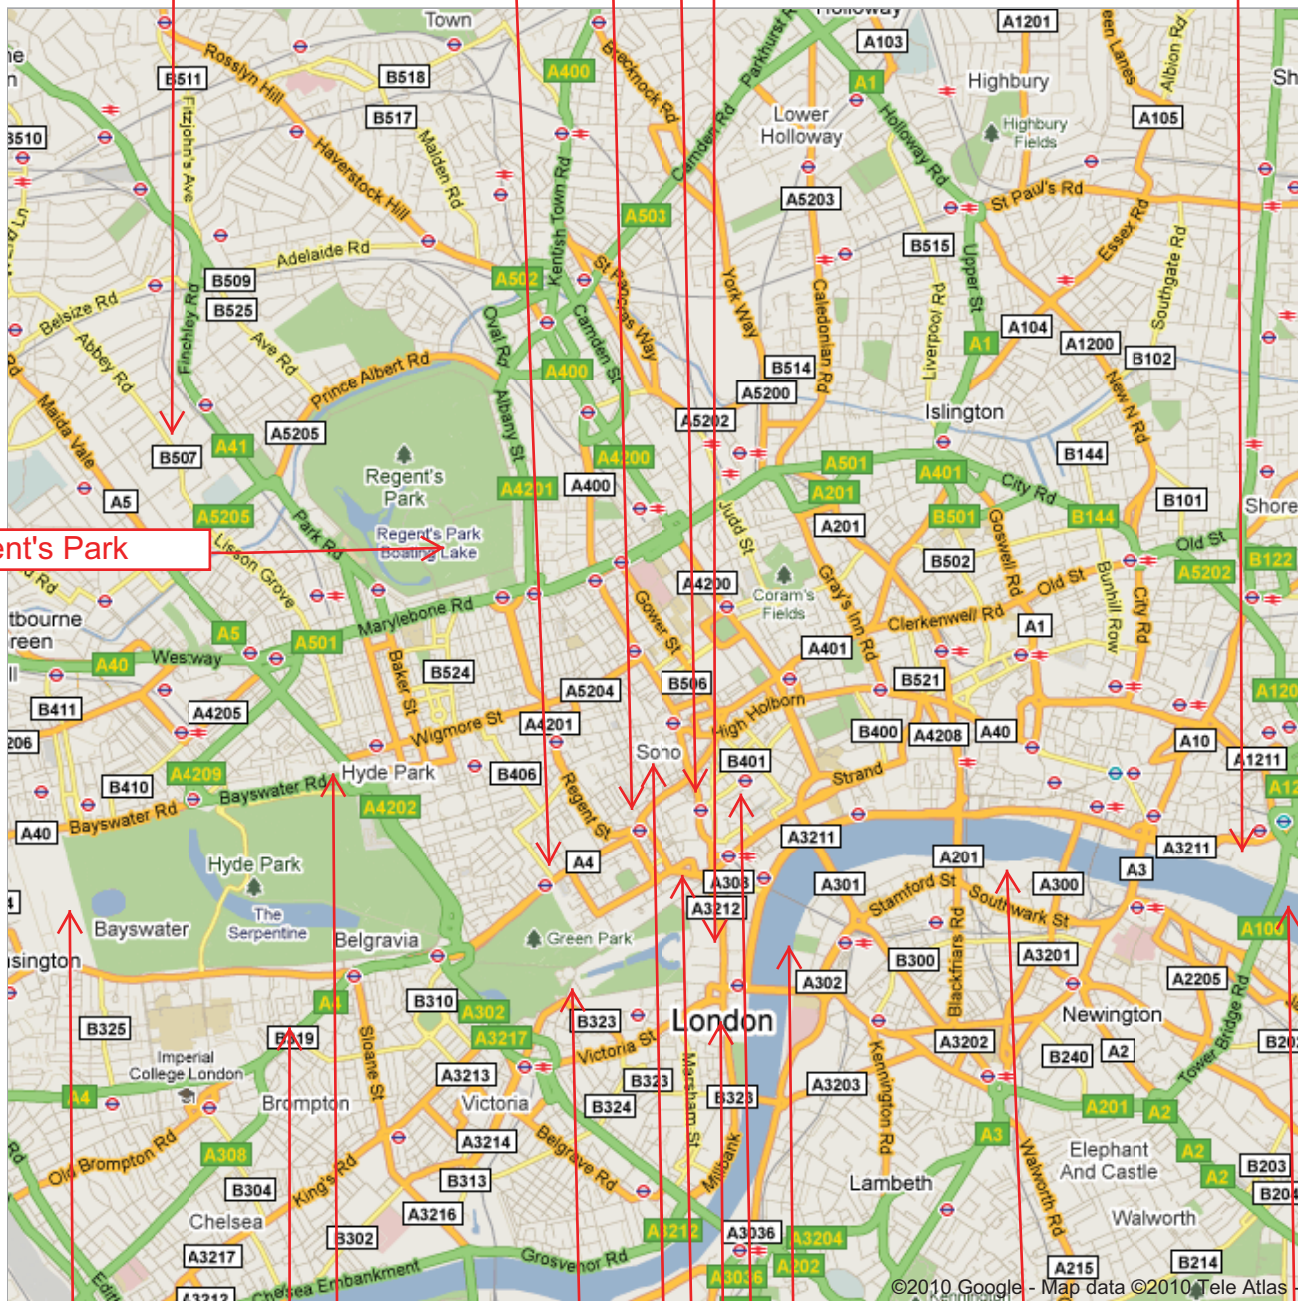 Town
Holloway
A1201
A103
Highbury
B511
B518
A400
A1
B517
Rosslyn Hill
Brecknock Rd
Parkhurst R
een Lanes
Albion Rd
Sh
A105
Lower
Holloway
Highbury
Fields
B510
Fitzjohn's Ave
Maiden Rd
Haverstock Hill
Camden Rd
Holloway Rd
St Paul's Rd
A5203
A503
Kentish Town Rd
Essex Rd
B515
Upper St
Southgate Rd
Adelaide Rd
A502
B509
B525
St Pancras Way
York Way
Caledonian Rd
Liverpool Rd
Belsize Rd
Finchley Rd
Abbey Rd
Ave Rd
Oval Rd
Camden St
A104
A1200
B102
A1
Prince Albert Rd
A400
B514
A5200
New N Rd
Maida Vale
Albany St
A5202
Islington
A5205
A41
B507
Regent's
Park
A4200
A501
A401
B144
A5
A4201
A400
A201
City Rd
B101
A5205
Park Rd
Judd St
A201
B501
Goswell Rd
B144
Shore
ent's Park
Regent's Park
Boating Lake
Lisson Grove
B502
Old St
A5202
B122
Old St
A4200
Coram's
Fields
Gray's Inn Rd
Bunhill Row
City Rd
Marylebone Rd
Gower St
Clerkenwell Rd
A1
tbourne
reen
A5
A501
A40
Westway
Baker St
B524
A401
B506
B521
A5204
B411
A4205
A4201
High Holborn
A120
Wigmore St
B400
A4208
A40
A10
206
Soho
B401
A1211
A4209
B410
Bayswater Rd
Hyde Park
B406
Regent St
Strand
A12
A4202
A40
Bayswater Rd
A3211
A3211
Hyde Park
A4
A201
A3
A308
A301
Stamford St
Southwark St
A300
The
Serpentine
A3212
Bayswater
Belgravia
Green Park
A100
nsington
B300
A3201
Blackfriars Rd
A302
A2205
A4
B310
A302
B323
London
Newington
B325
B319
A3217
Victoria St
A3202
B240
A2
Tower Bridge Rd
Imperial
College London
Sloane St
A3213
B323
Marsham St
B323
A3203
Kennington Rd
A4
Brompton
Victoria
B324
A201
A2
A3
A308
Old Brompton Rd
A3214
Belgrave Rd
Millbank
Elephant
And Castle
A2
B203
B304
King's Rd
B313
Lambeth
Walworth Rd
A2
B204
Chelsea
A3216
Walworth
A3217
B302
Grosvenor Rd
A3212
A3036
A3204
A202
A3036
A215
B214
Chelsea Embankment
A3212
©2010 Google - Map data ©2010 Tele Atlas -